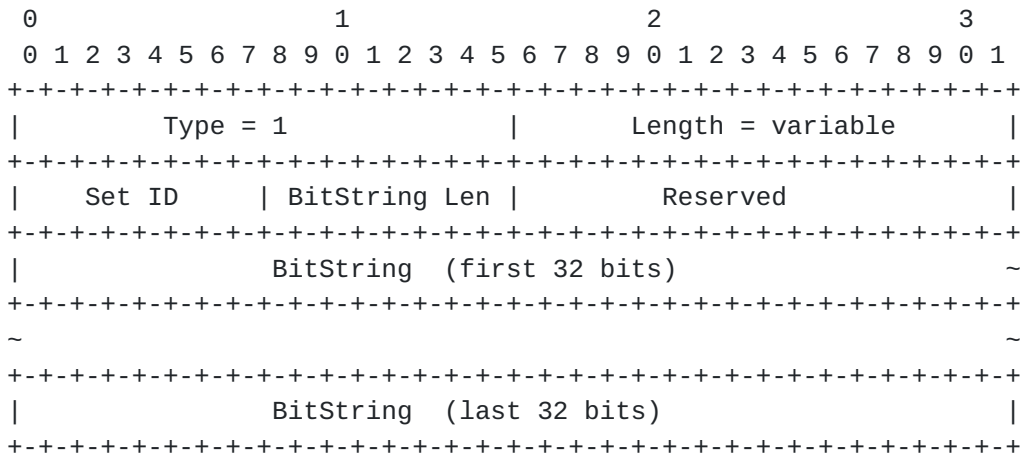 0                   1                   2                   3
 0 1 2 3 4 5 6 7 8 9 0 1 2 3 4 5 6 7 8 9 0 1 2 3 4 5 6 7 8 9 0 1
+-+-+-+-+-+-+-+-+-+-+-+-+-+-+-+-+-+-+-+-+-+-+-+-+-+-+-+-+-+-+-+-+
|         Type = 1              |       Length = variable       |
+-+-+-+-+-+-+-+-+-+-+-+-+-+-+-+-+-+-+-+-+-+-+-+-+-+-+-+-+-+-+-+-+
|    Set ID     | BitString Len |         Reserved              |
+-+-+-+-+-+-+-+-+-+-+-+-+-+-+-+-+-+-+-+-+-+-+-+-+-+-+-+-+-+-+-+-+
|                BitString  (first 32 bits)                     ~
+-+-+-+-+-+-+-+-+-+-+-+-+-+-+-+-+-+-+-+-+-+-+-+-+-+-+-+-+-+-+-+-+
~                                                               ~
+-+-+-+-+-+-+-+-+-+-+-+-+-+-+-+-+-+-+-+-+-+-+-+-+-+-+-+-+-+-+-+-+
|                BitString  (last 32 bits)                      |
+-+-+-+-+-+-+-+-+-+-+-+-+-+-+-+-+-+-+-+-+-+-+-+-+-+-+-+-+-+-+-+-+